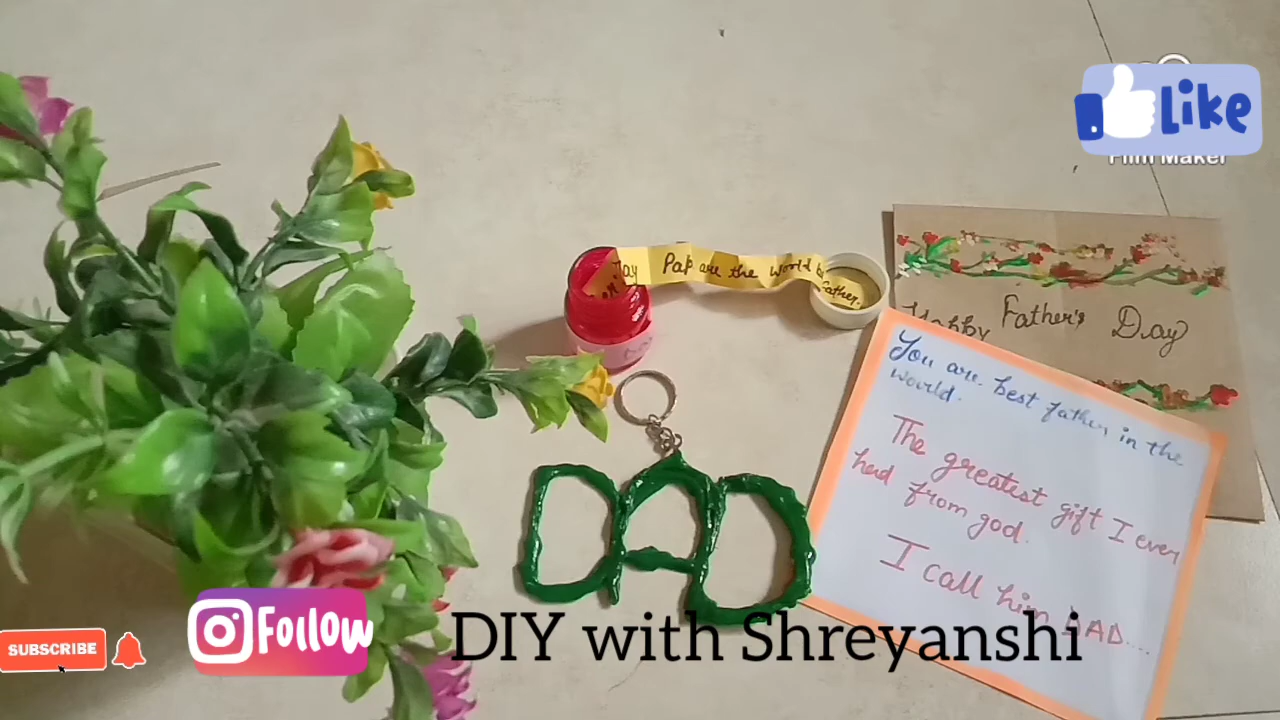 Like
Film Maker
Pap are the world
father.
Happy Father's Day
You are best father in the
world.
The greatest gift I ever
had from god.
I call him DAD....
DAD
SUBSCRIBE
Follow
DIY with Shreyanshi